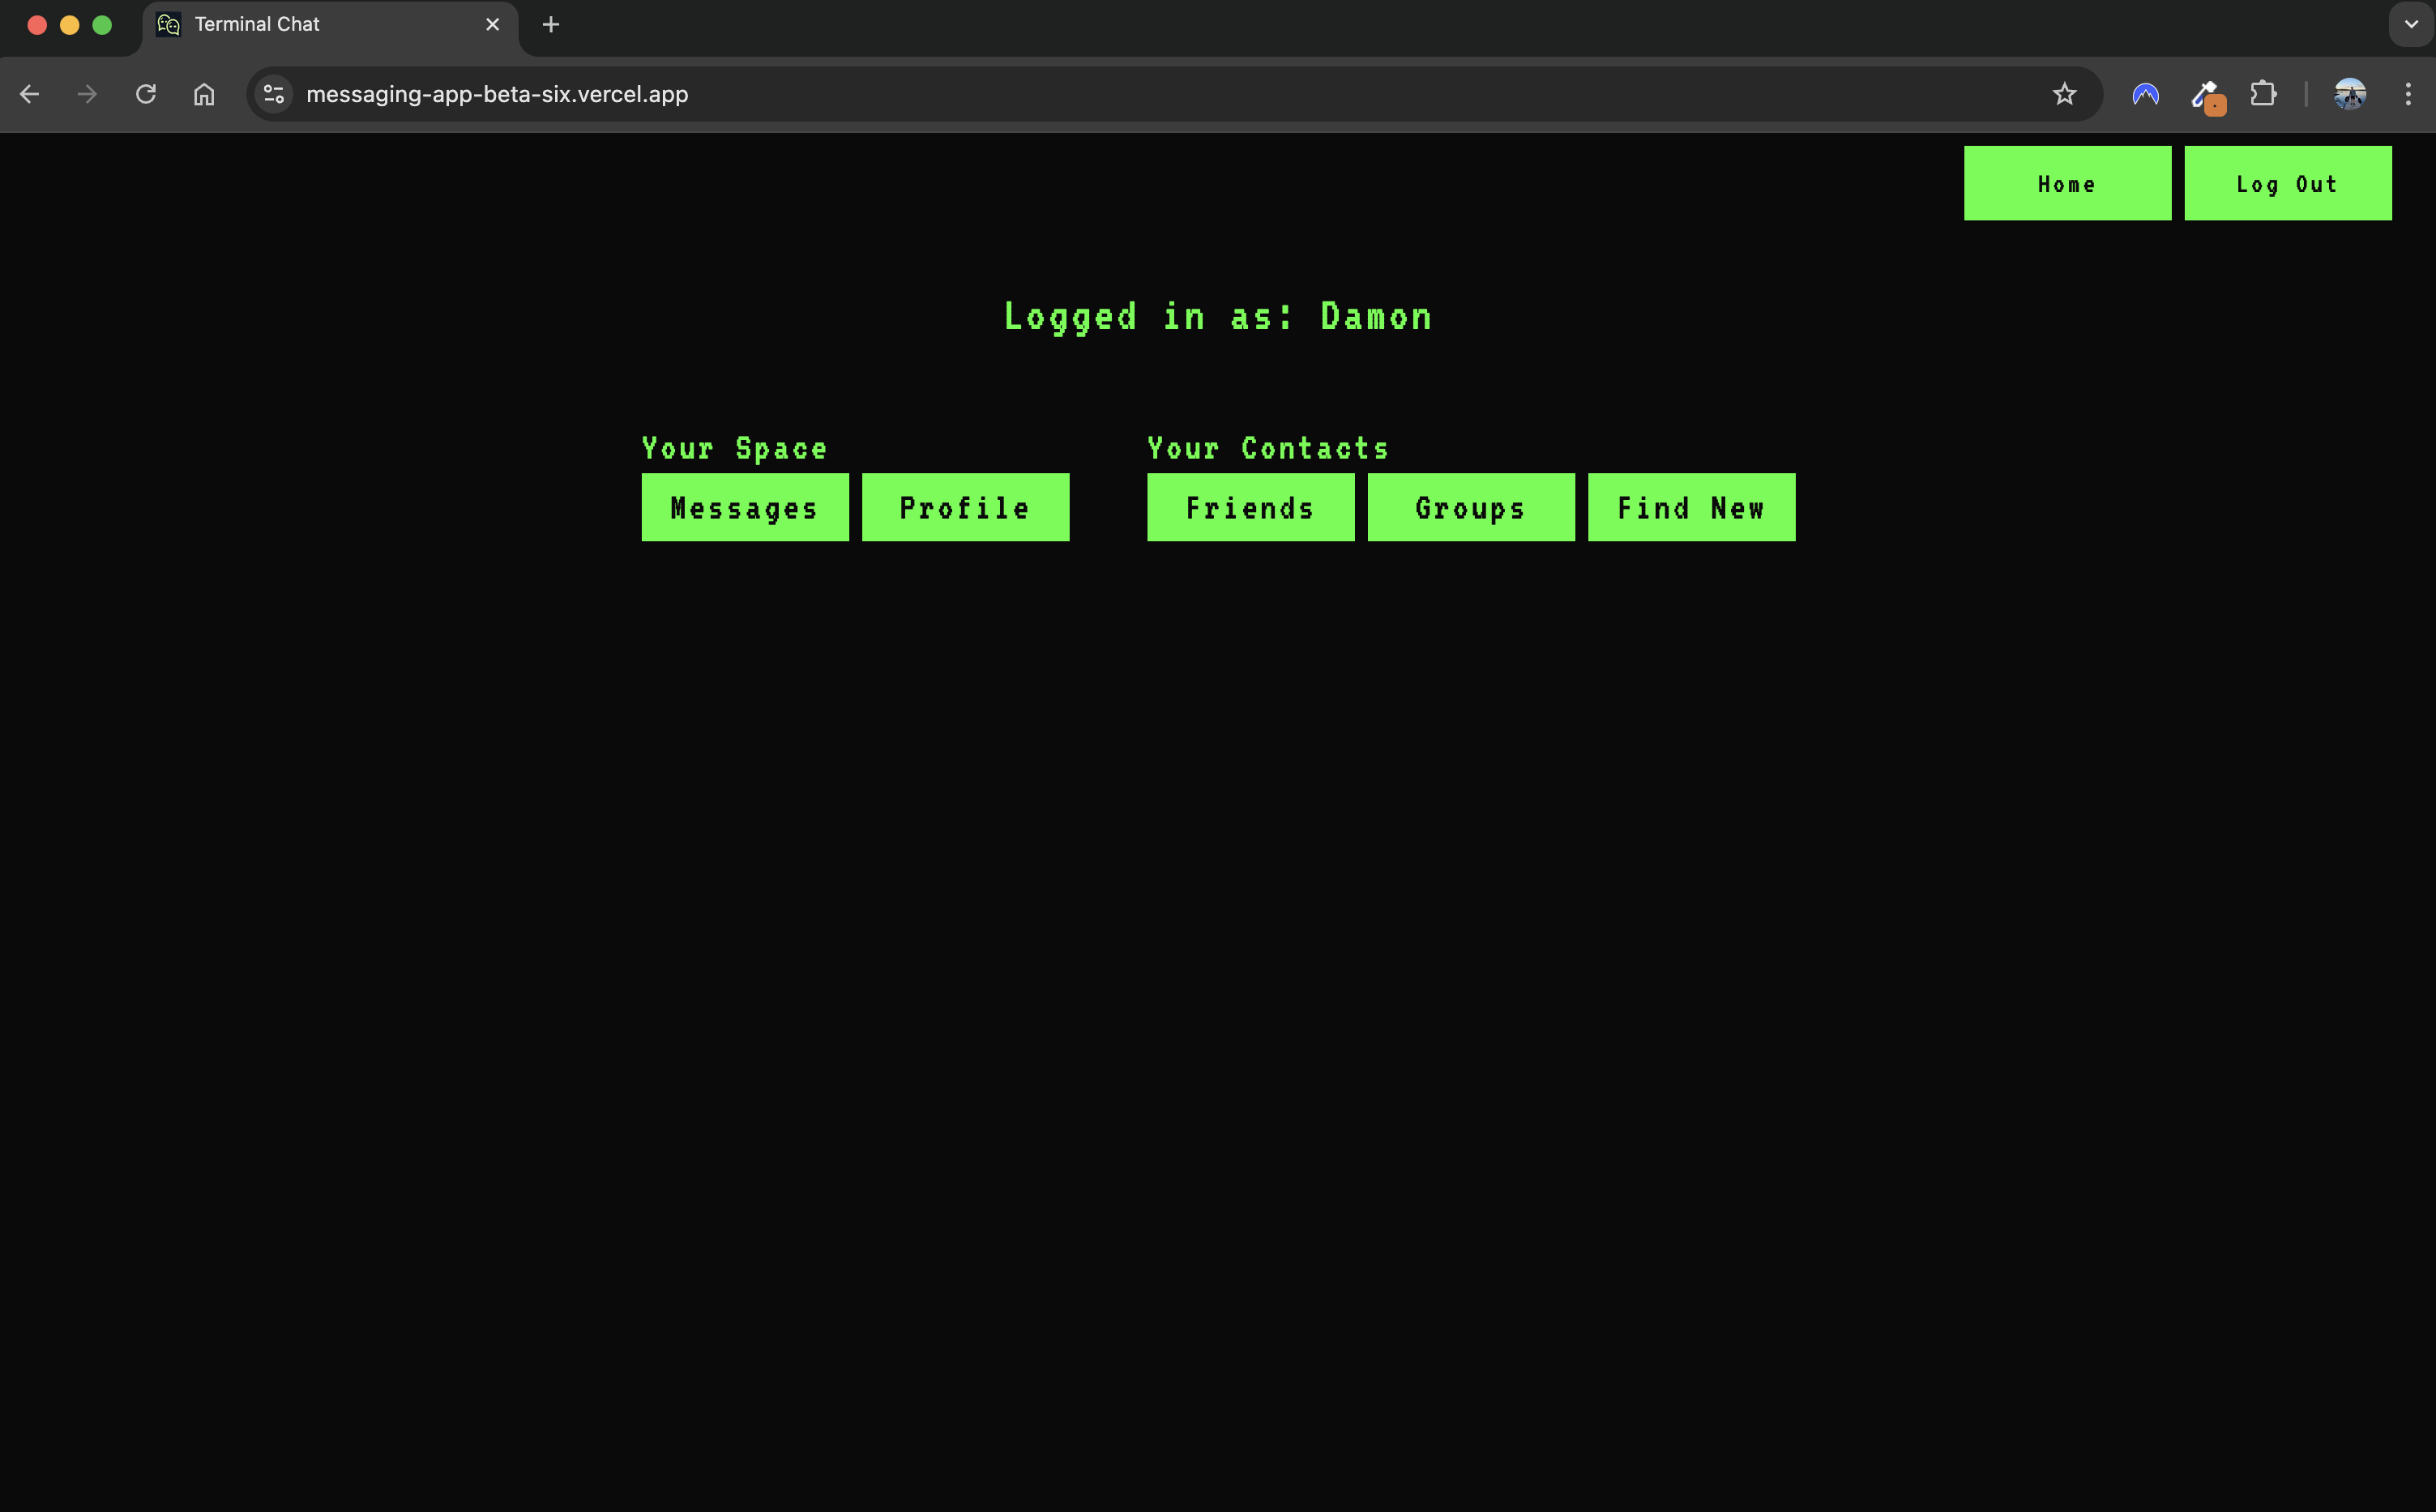 Terminal Chat
messaging-app-beta-six.vercel.app
Home Log Out
Logged in as: Damon
Your Space Your Contacts
Messages Profile Friends Groups Find New